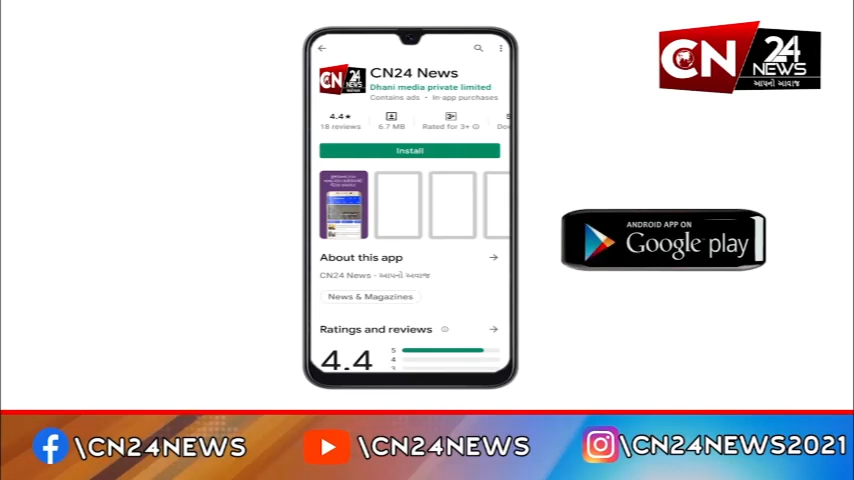 CN24 News
Dhani media private limited
Contains ads • In-app purchases
4.4★
18 reviews
6.7 MB
3+
Rated for 3+
Install
About this app
CN24 News - આપનો અવાજ
News & Magazines
Ratings and reviews
4.4
5
4
3
CN 24
NEWS
આપનો અવાજ
ANDROID APP ON
Google play
\CN24NEWS
\CN24NEWS
\CN24NEWS2021